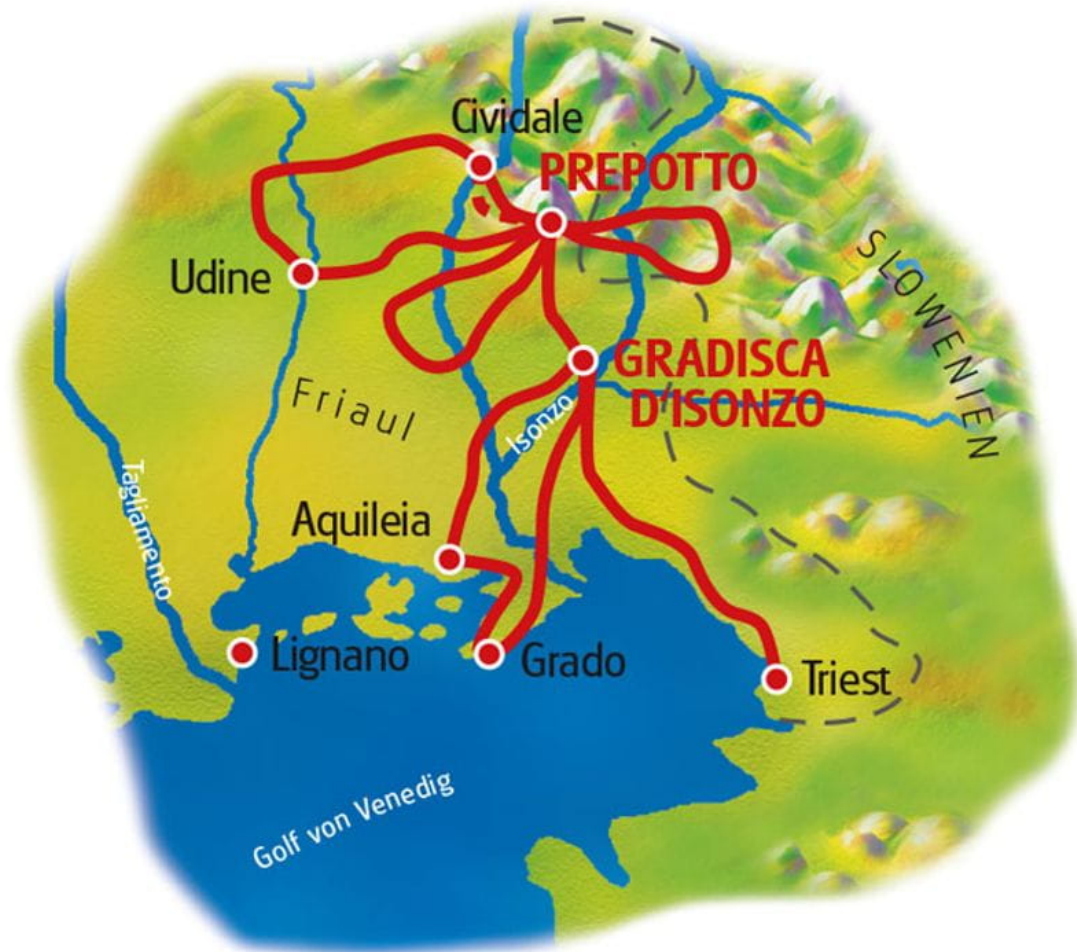 Cividale
PREPOTTO
Udine
SLOWENIEN
GRADISCA
D'ISONZO
Friaul
Isonzo
Tagliamento
Aquileia
Lignano
Grado
Triest
Golf von Venedig